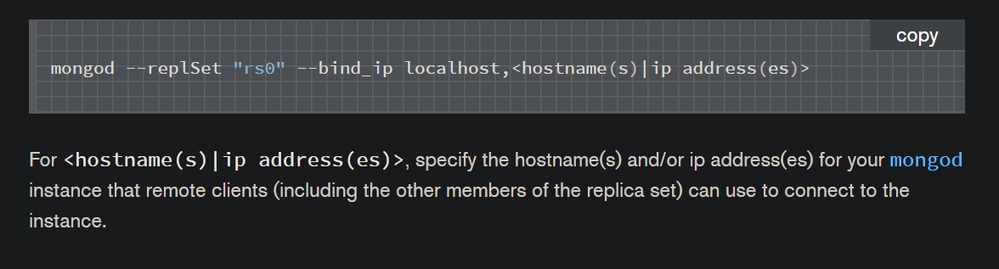 copy
mongod --replSet "rs0" --bind_ip localhost,<hostname(s)|ip address(es)>
For <hostname(s)|ip address(es)>, specify the hostname(s) and/or ip address(es) for your mongod
instance that remote clients (including the other members of the replica set) can use to connect to the
instance.